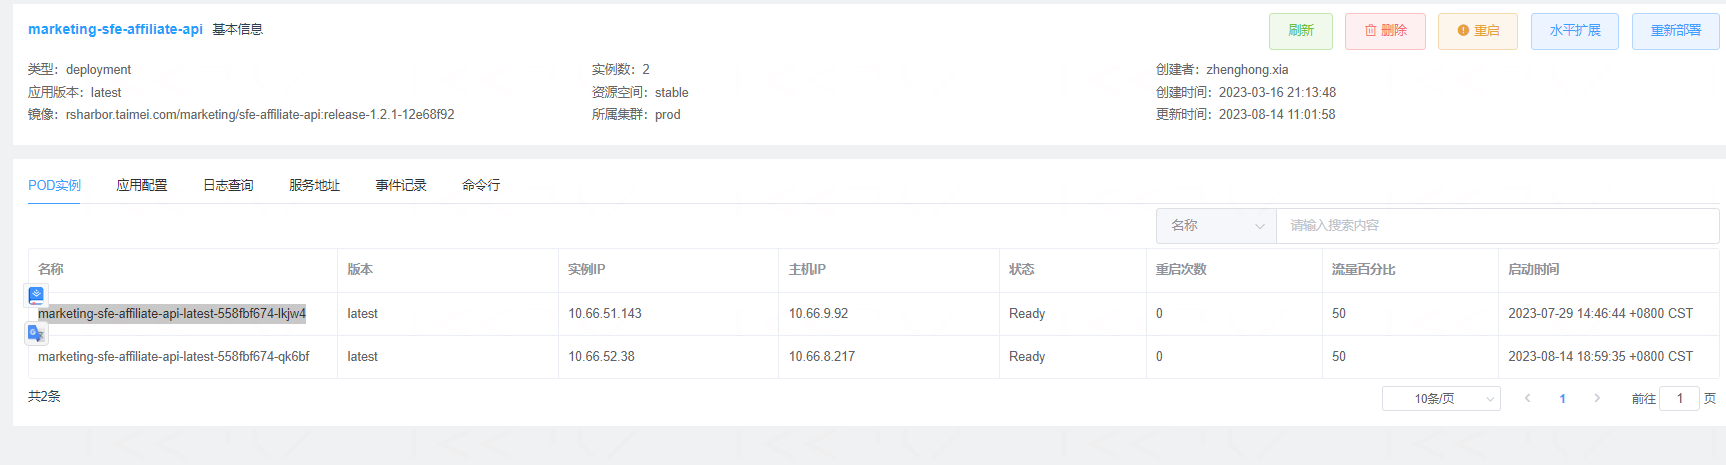 marketing-sfe-affiliate-api 基本信息 刷新 删除 重启 水平扩展 重新部署
类型：deployment 实例数：2 创建者：zhenghong.xia
应用版本：latest 资源空间：stable 创建时间：2023-03-16 21:13:48
镜像：rsharbor.taimei.com/marketing/sfe-affiliate-api:release-1.2.1-12e68f92 所属集群：prod 更新时间：2023-08-14 11:01:58
POD实例 应用配置 日志查询 服务地址 事件记录 命令行
名称 请输入搜索内容
名称 版本 实例IP 主机IP 状态 重启次数 流量百分比 启动时间
marketing-sfe-affiliate-api-latest-558fbf674-lkjw4 latest 10.66.51.143 10.66.9.92 Ready 0 50 2023-07-29 14:46:44 +0800 CST
marketing-sfe-affiliate-api-latest-558fbf674-qk6bf latest 10.66.52.38 10.66.8.217 Ready 0 50 2023-08-14 18:59:35 +0800 CST
共2条 10条/页 1 前往 1 页